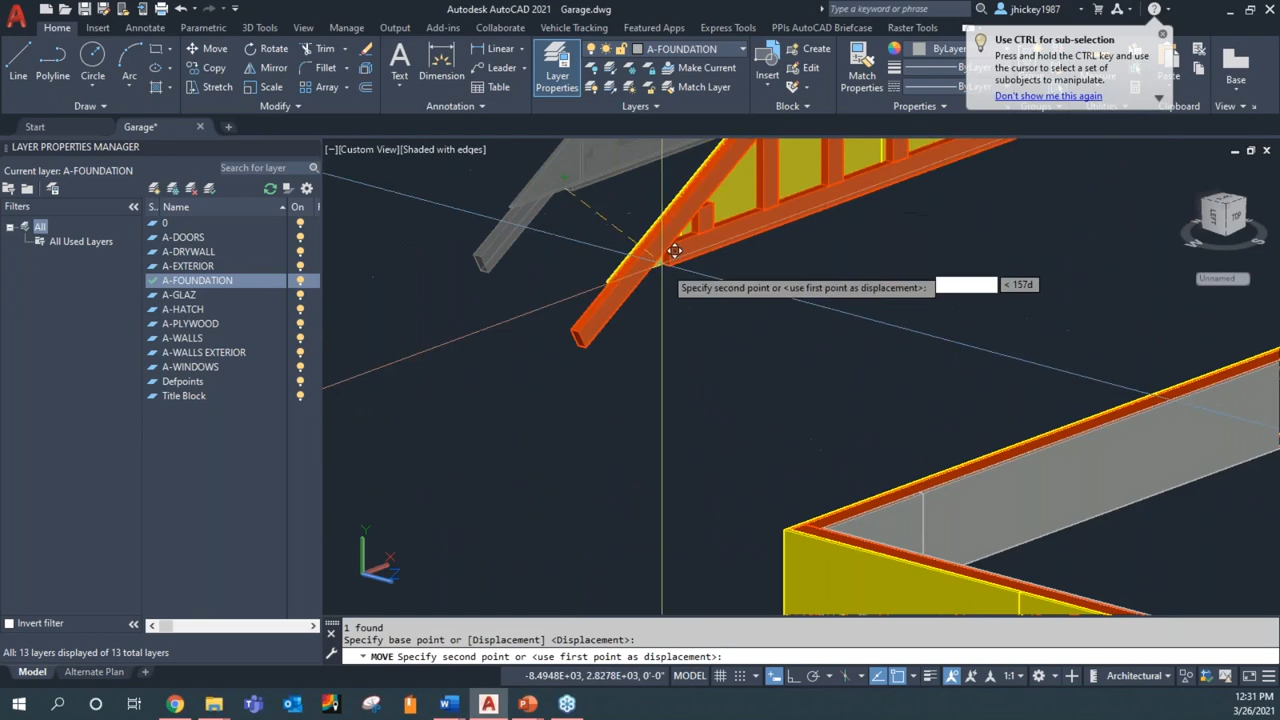 Autodesk AutoCAD 2021 Garage.dwg
Type a keyword or phrase
jhickey1987
Home Insert Annotate Parametric 3D Tools
Collaborate Vehicle Tracking Featured Apps Express Tools PPIs AutoCAD Briefcase Raster Tools
Line Polyline Circle Arc
Move Rotate Trim
Copy Mirror Fillet
Stretch Scale Array
Text Dimension
Linear
Leader
Table
Layer Properties
A-FOUNDATION
Make Current
Match Layer
Insert
Create
Edit
Match Properties
ByLayer
Paste
Base
Draw Modify Annotation Layers Block Properties Groups Utilities Clipboard View
Use CTRL for sub-selection
Press and hold the CTRL key and use
the cursor to select a set of
subobjects to manipulate.
Don't show me this again
Start Garage*
LAYER PROPERTIES MANAGER
Current layer: A-FOUNDATION
Search for layer
Filters
All
All Used Layers
S.. Name On F
0
A-DOORS
A-DRYWALL
A-EXTERIOR
A-FOUNDATION
A-GLAZ
A-HATCH
A-PLYWOOD
A-WALLS
A-WALLS EXTERIOR
A-WINDOWS
Defpoints
Title Block
Invert filter
All: 13 layers displayed of 13 total layers
[−][Custom View][Shaded with edges]
LEFT TOP
Unnamed
Specify second point or <use first point as displacement>: < 157d
Y
X
Z
1 found
Specify base point or [Displacement] <Displacement>:
MOVE Specify second point or <use first point as displacement>:
Model Alternate Plan
-8.4948E+03, 2.8278E+03, 0'-0" MODEL 1:1 Architectural
12:31 PM
3/26/2021